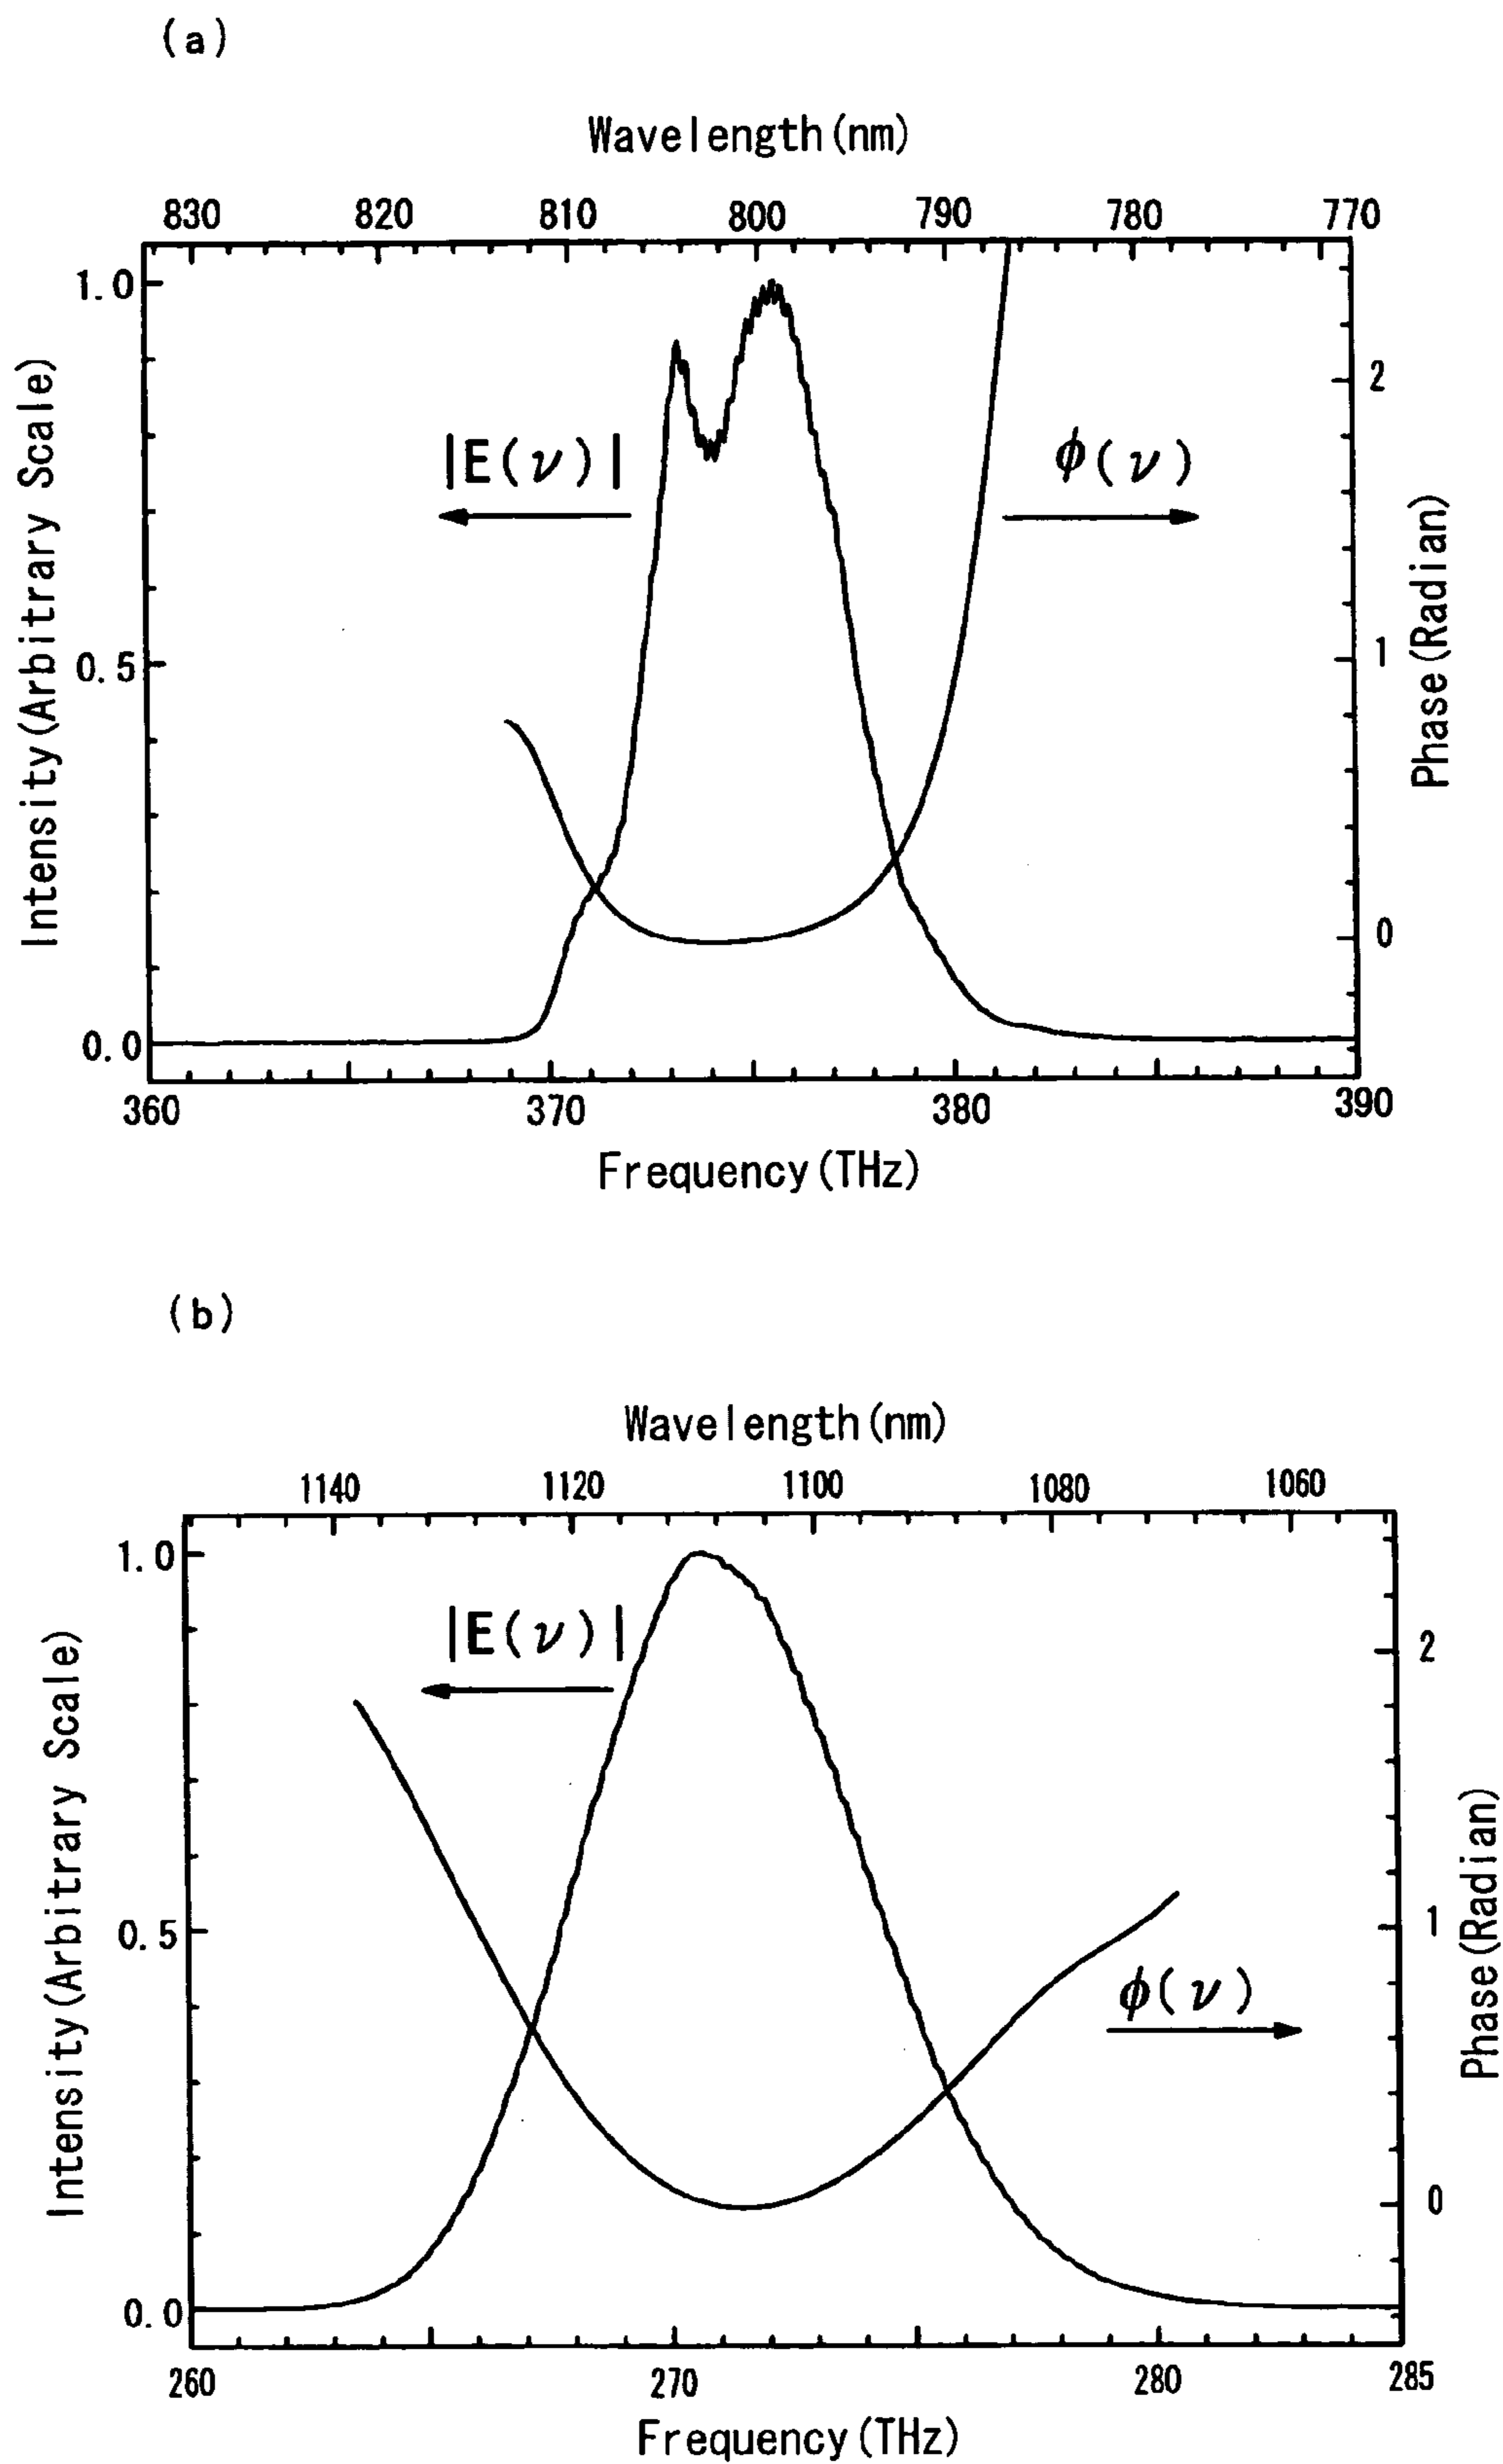 (a)
Wavelength(nm)
830 820 810 800 790 780 770
1.0
0.5
0.0
Intensity(Arbitrary Scale)
|E(ν)|
φ(ν)
2
1
0
Phase(Radian)
360 370 380 390
Frequency(THz)
(b)
Wavelength(nm)
1140 1120 1100 1080 1060
1.0
0.5
0.0
Intensity(Arbitrary Scale)
|E(ν)|
φ(ν)
2
1
0
Phase(Radian)
260 270 280 285
Frequency(THz)